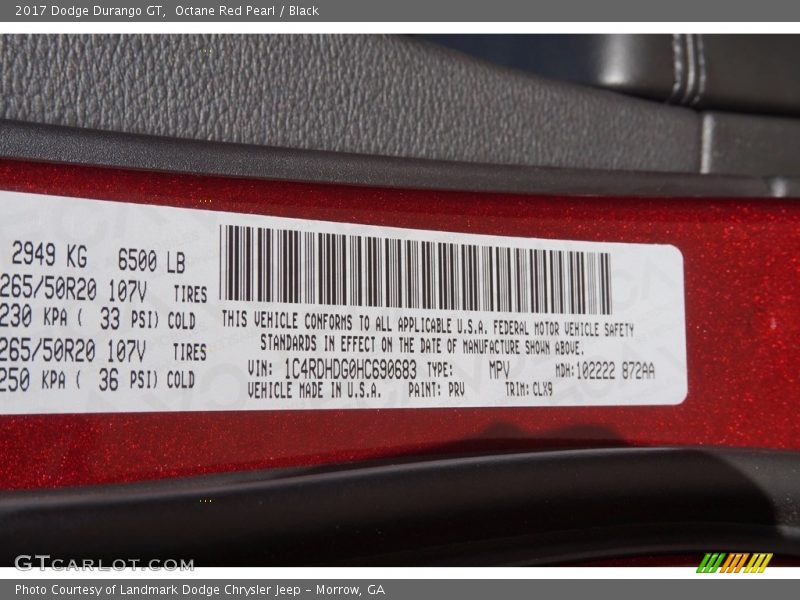 2017 Dodge Durango GT, Octane Red Pearl / Black
2949 KG 6500 LB
265/50R20 107V TIRES
230 KPA ( 33 PSI) COLD
265/50R20 107V TIRES
250 KPA ( 36 PSI) COLD
THIS VEHICLE CONFORMS TO ALL APPLICABLE U.S.A. FEDERAL MOTOR VEHICLE SAFETY
STANDARDS IN EFFECT ON THE DATE OF MANUFACTURE SHOWN ABOVE.
VIN: 1C4RDHDG0HC690683 TYPE: MPV MDH: 102222 872AA
VEHICLE MADE IN U.S.A. PAINT: PRV TRIM: CLX9
GTCARLOT.COM
Photo Courtesy of Landmark Dodge Chrysler Jeep – Morrow, GA